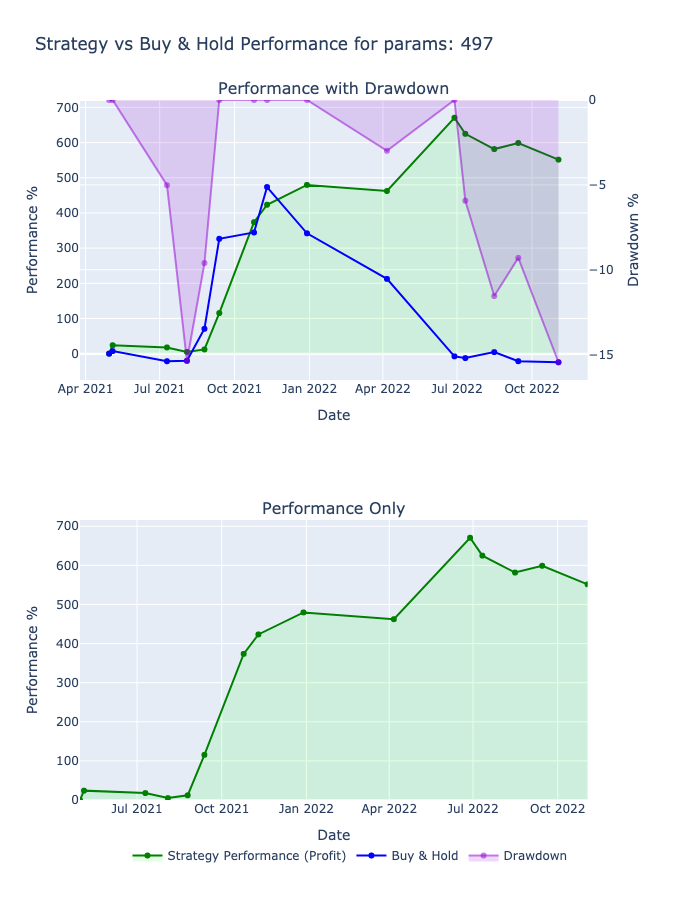 Strategy vs Buy & Hold Performance for params: 497
Performance with Drawdown
700
600
500
400
300
200
100
0
Performance %
0
−5
−10
−15
Drawdown %
Apr 2021 Jul 2021 Oct 2021 Jan 2022 Apr 2022 Jul 2022 Oct 2022
Date
Performance Only
700
600
500
400
300
200
100
0
Performance %
Jul 2021 Oct 2021 Jan 2022 Apr 2022 Jul 2022 Oct 2022
Date
Strategy Performance (Profit) Buy & Hold Drawdown